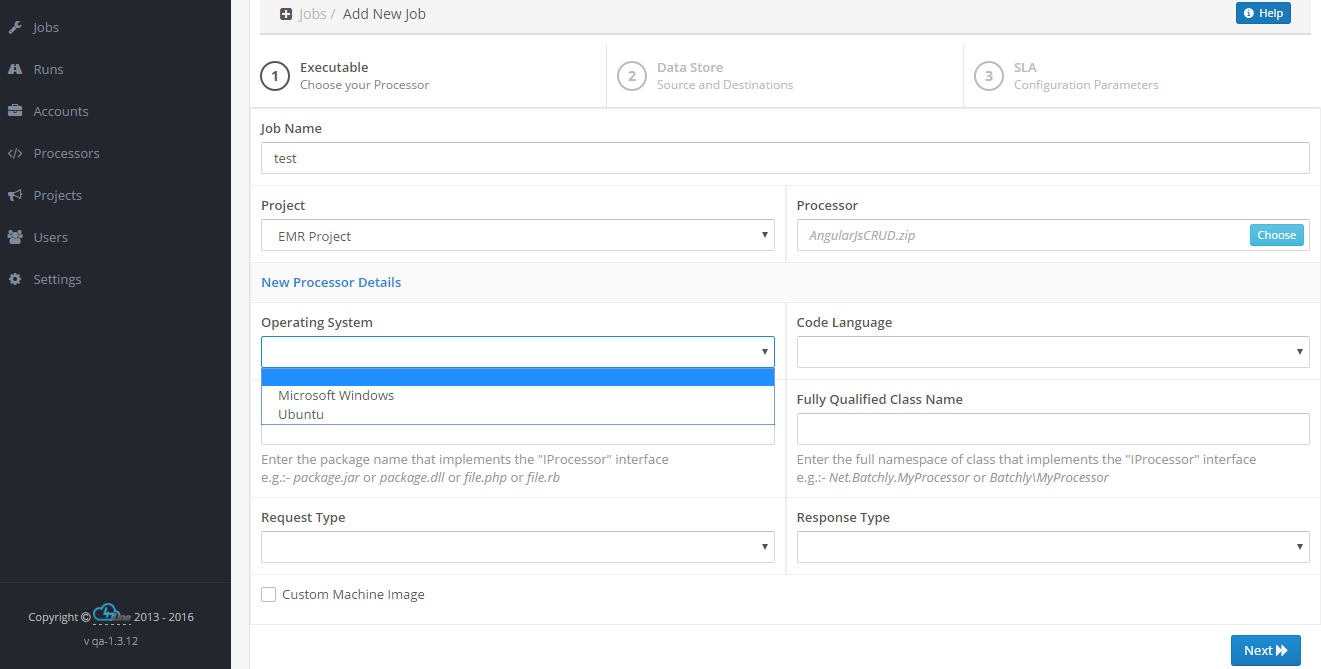 Jobs
Runs
Accounts
Processors
Projects
Users
Settings
Copyright © 2013 - 2016
v qa-1.3.12
Jobs / Add New Job
Help
1 Executable
Choose your Processor
2 Data Store
Source and Destinations
3 SLA
Configuration Parameters
Job Name
test
Project
EMR Project
Processor
AngularJsCRUD.zip Choose
New Processor Details
Operating System
Microsoft Windows
Ubuntu
Code Language
Enter the package name that implements the "IProcessor" interface
e.g.:- package.jar or package.dll or file.php or file.rb
Fully Qualified Class Name
Enter the full namespace of class that implements the "IProcessor" interface
e.g.:- Net.Batchly.MyProcessor or Batchly\MyProcessor
Request Type
Response Type
Custom Machine Image
Next